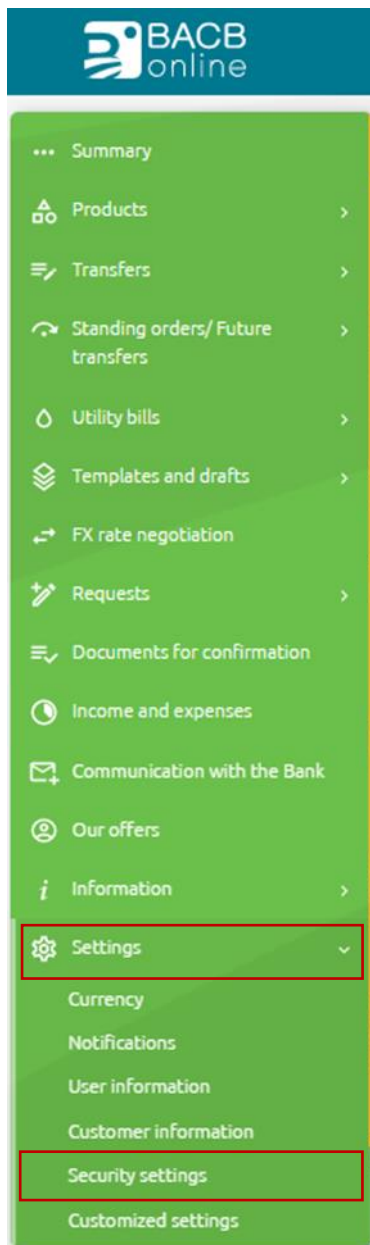 BACB
online
Summary
Products
Transfers
Standing orders/ Future
transfers
Utility bills
Templates and drafts
FX rate negotiation
Requests
Documents for confirmation
Income and expenses
Communication with the Bank
Our offers
Information
Settings
Currency
Notifications
User information
Customer information
Security settings
Customized settings